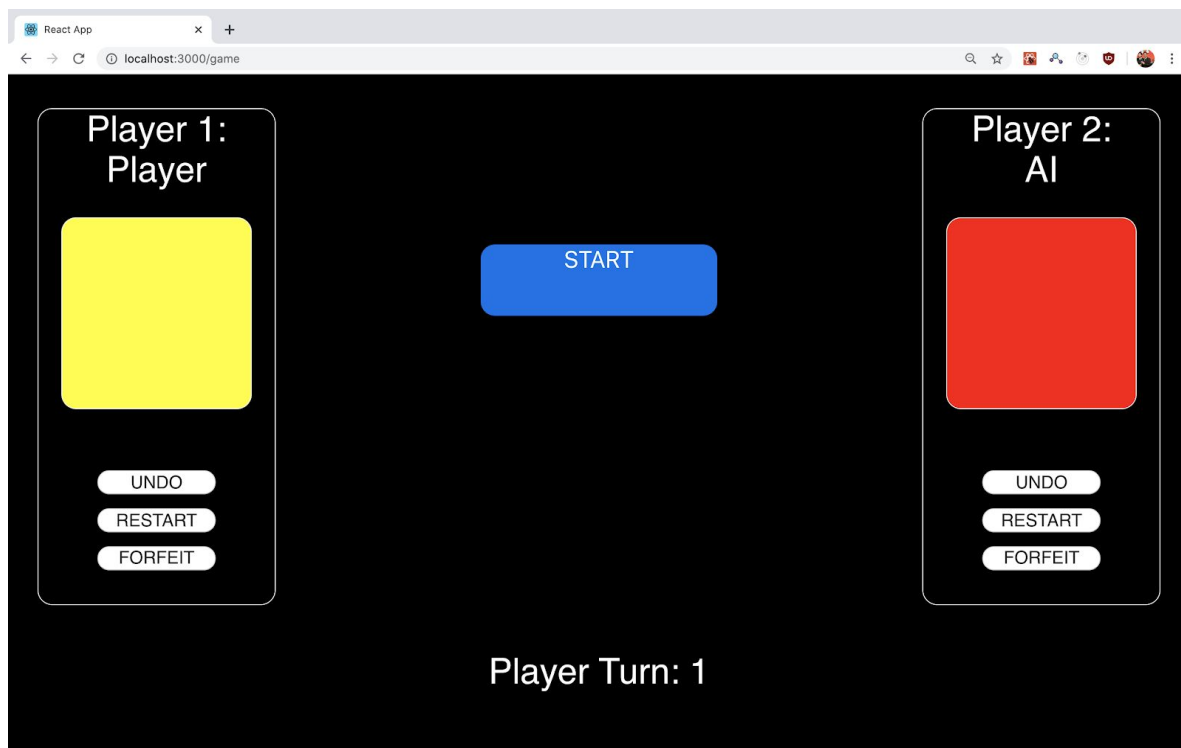 React App
localhost:3000/game
Player 1:
Player
UNDO
RESTART
FORFEIT
START
Player 2:
AI
UNDO
RESTART
FORFEIT
Player Turn: 1